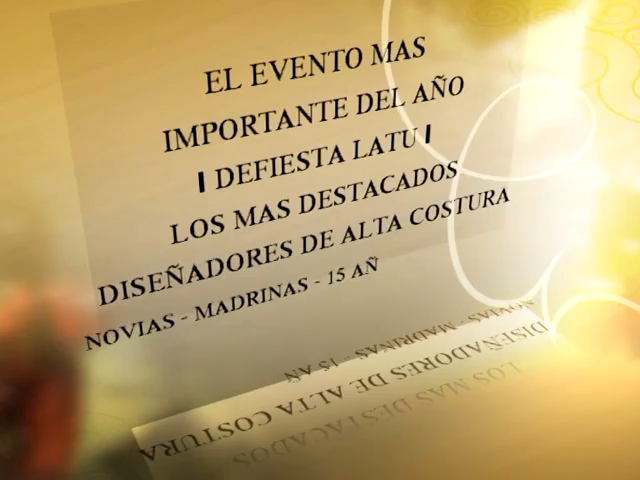 EL EVENTO MAS
IMPORTANTE DEL AÑO
| DEFIESTA LATU |
LOS MAS DESTACADOS
DISEÑADORES DE ALTA COSTURA
NOVIAS - MADRINAS - 15 AÑ